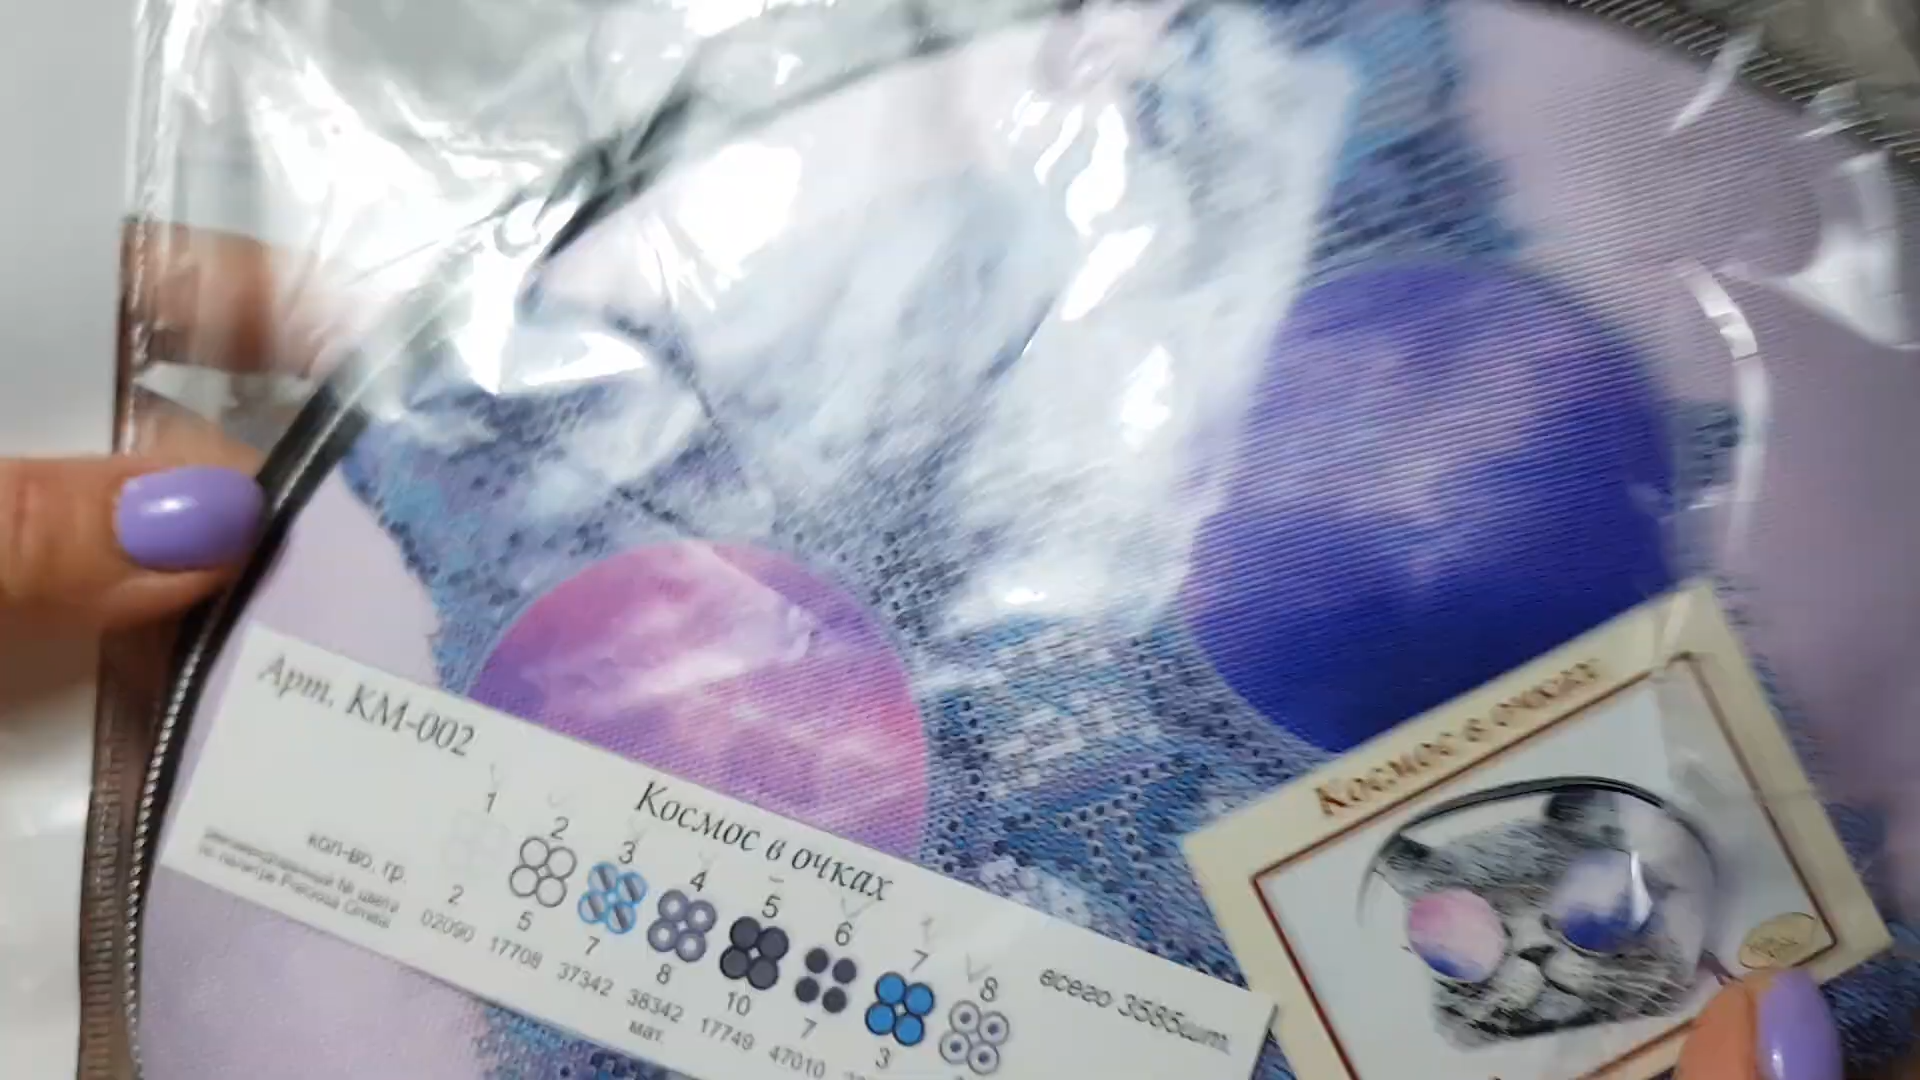 Арт. КМ-002
Космос в очках
1 2 3 4 5 6 7 8
кол-во, гр. 2 5 7 8 10 7 3
02090 17708 37342 38342 17749 47010
мат.
всего 3585шт.
Космос в очках